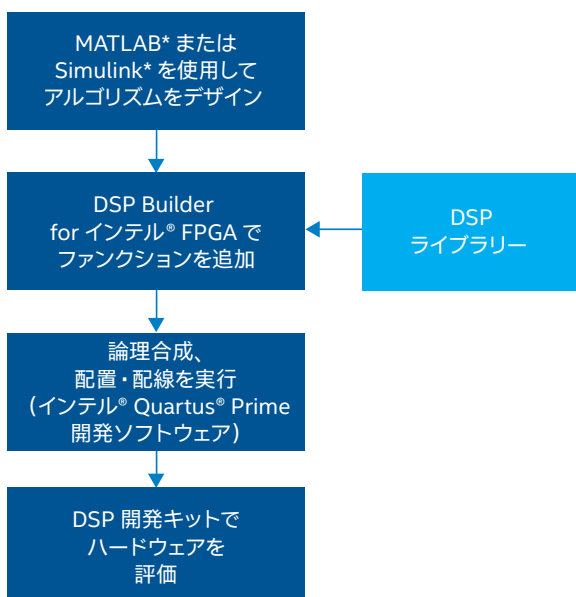 MATLAB* または
Simulink* を使用して
アルゴリズムをデザイン
DSP Builder
for インテル® FPGA で
ファンクションを追加
DSP
ライブラリー
論理合成、
配置・配線を実行
(インテル® Quartus® Prime
開発ソフトウェア)
DSP 開発キットで
ハードウェアを
評価